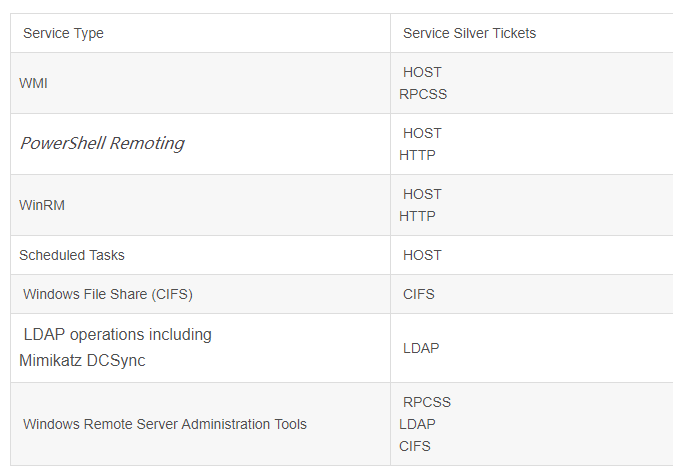 Service Type
Service Silver Tickets
WMI
HOST
RPCSS
PowerShell Remoting
HOST
HTTP
WinRM
HOST
HTTP
Scheduled Tasks
HOST
Windows File Share (CIFS)
CIFS
LDAP operations including
Mimikatz DCSync
LDAP
Windows Remote Server Administration Tools
RPCSS
LDAP
CIFS